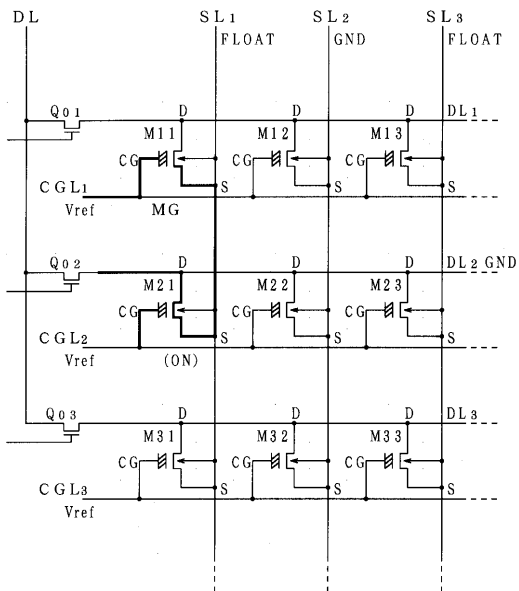 DL SL1 SL2 SL3
FLOAT GND FLOAT
Q01 D D D DL1
M11 M12 M13
CG CG CG
CGL1 S S S
Vref MG
Q02 D D D DL2 GND
M21 M22 M23
CG CG CG
CGL2 S S S
Vref (ON)
Q03 D D D DL3
M31 M32 M33
CG CG CG
CGL3 S S S
Vref